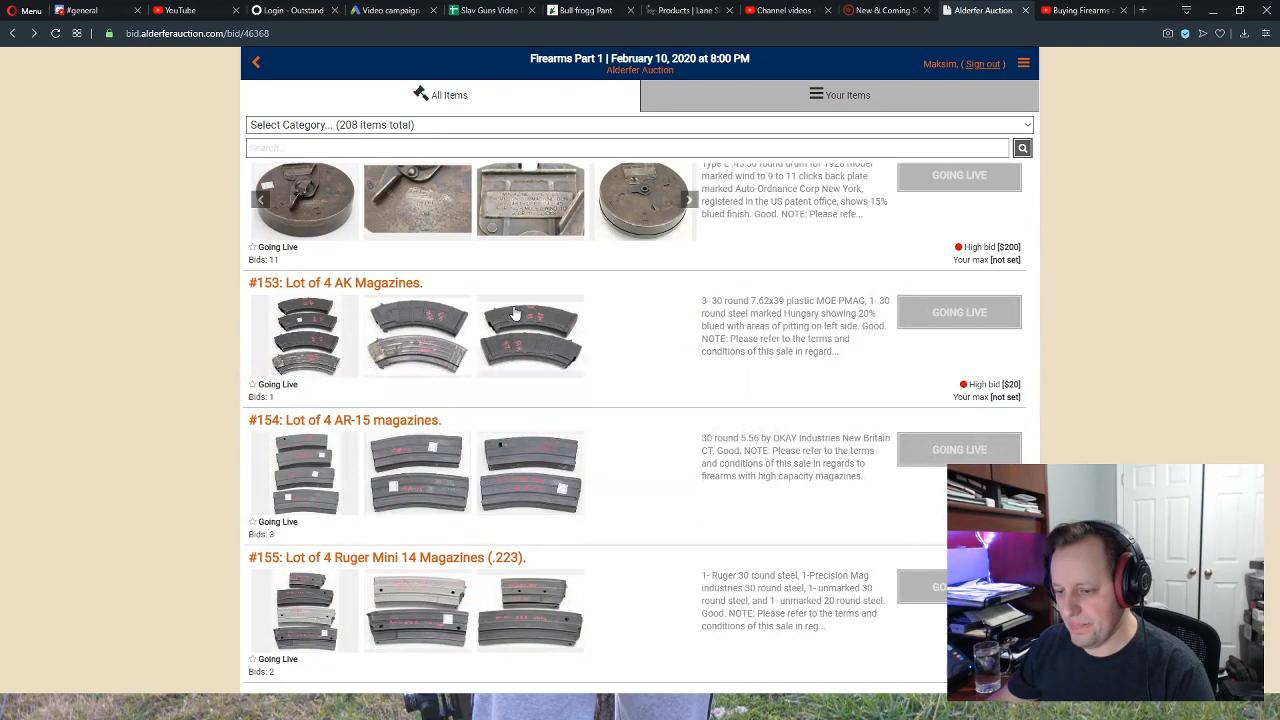 Menu
#general
YouTube
Login - Outstand
Video campaign
Slav Guns Video I
Bull frogg Pant
Products | Lane S
Channel videos -
New & Coming S
Alderfer Auction
Buying Firearms a
bid.alderferauction.com/bid/46368
Firearms Part 1 | February 10, 2020 at 8:00 PM
Alderfer Auction
Maksim, ( Sign out )
All Items
Your Items
Select Category... (208 items total)
Search...
Type L .45 50 round drum for 1928 model
marked wind to 9 to 11 clicks back plate
marked Auto-Ordnance Corp New York,
registered in the US patent office, shows 15%
blued finish. Good. NOTE: Please refe...
GOING LIVE
Going Live
Bids: 11
High bid [$200]
Your max [not set]
#153: Lot of 4 AK Magazines.
3- 30 round 7.62x39 plastic MOE PMAG, 1- 30
round steel marked Hungary showing 20%
blued with areas of pitting on left side. Good.
NOTE: Please refer to the terms and
conditions of this sale in regard...
GOING LIVE
Going Live
Bids: 1
High bid [$20]
Your max [not set]
#154: Lot of 4 AR-15 magazines.
30 round 5.56 by OKAY Industries New Britain
CT. Good. NOTE: Please refer to the terms
and conditions of this sale in regards to
firearms with high capacity magazines.
GOING LIVE
Going Live
Bids: 3
#155: Lot of 4 Ruger Mini 14 Magazines (.223).
1- Ruger 30 round steel, 1-Precision Mag
industries 30 round steel, 1- unmarked 30
round steel, and 1- unmarked 20 round steel.
Good. NOTE: Please refer to the terms and
conditions of this sale in reg...
GO
Going Live
Bids: 2